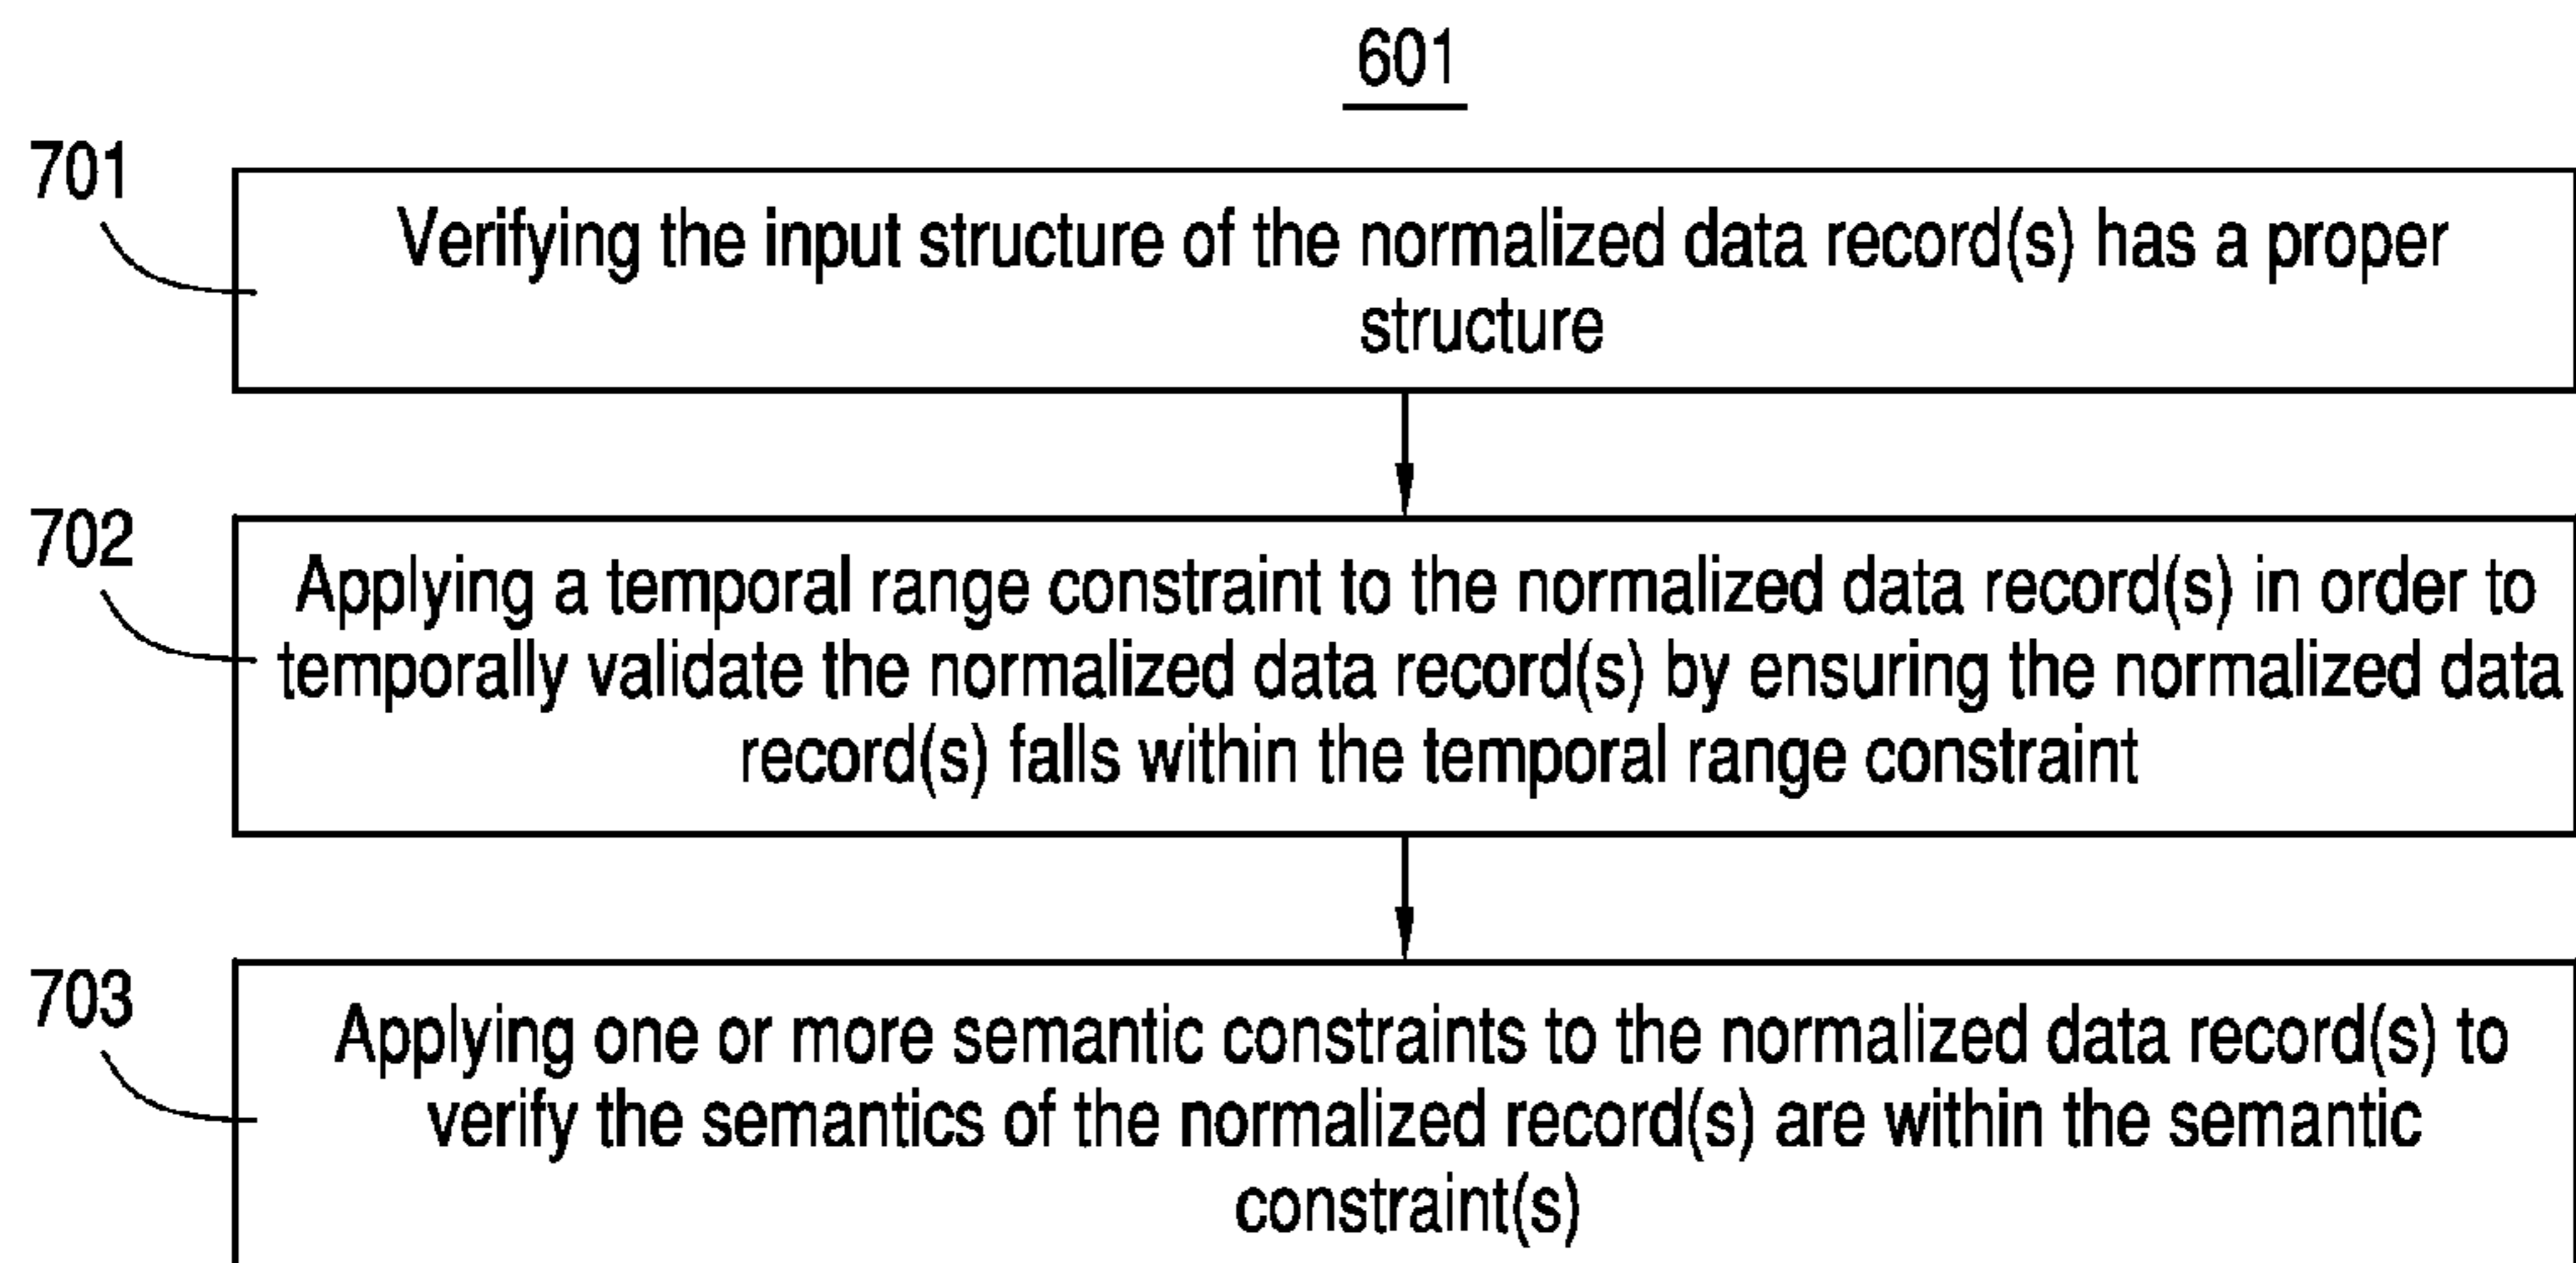 601
701
Verifying the input structure of the normalized data record(s) has a proper
structure
702
Applying a temporal range constraint to the normalized data record(s) in order to
temporally validate the normalized data record(s) by ensuring the normalized data
record(s) falls within the temporal range constraint
703
Applying one or more semantic constraints to the normalized data record(s) to
verify the semantics of the normalized record(s) are within the semantic
constraint(s)